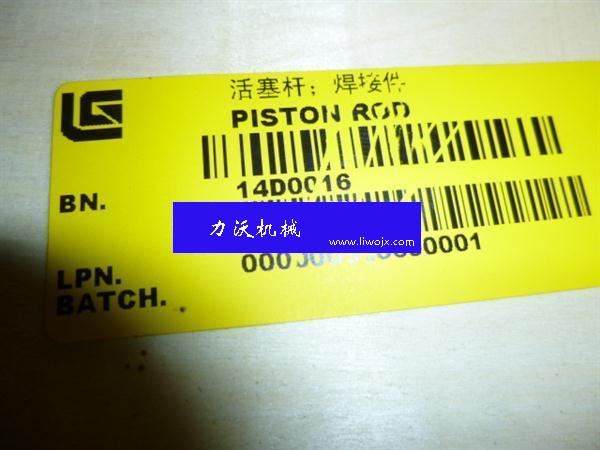 LG
活塞杆；焊接件
PISTON ROD
BN.
14D0016
力沃机械
www.liwojx.com
LPN.
BATCH.